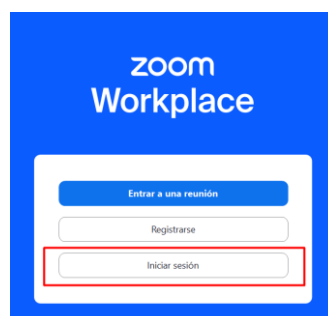 zoom
Workplace
Entrar a una reunión
Registrarse
Iniciar sesión